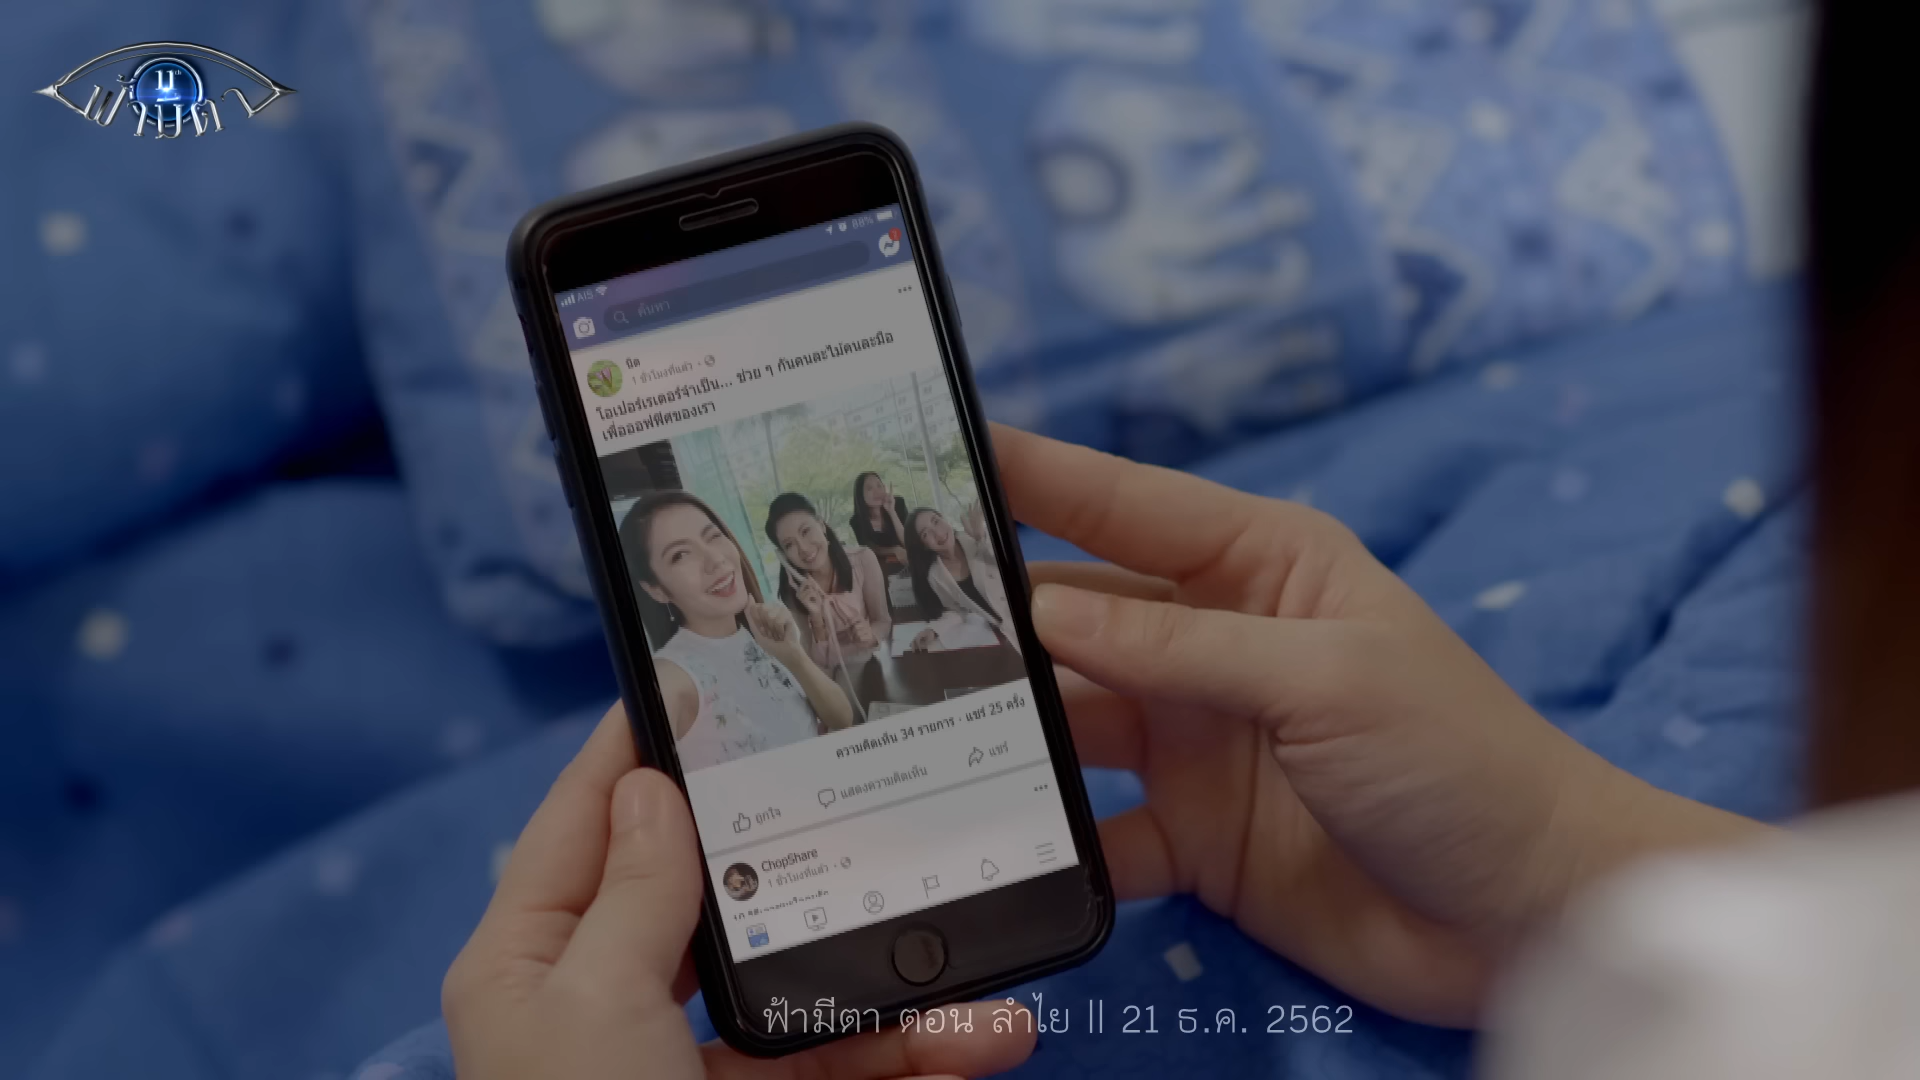 11th
ฟ้ามีตา
88%
AIS
ค้นหา
นิด
1 ชั่วโมงที่แล้ว
โอเปอร์เรเตอร์จำเป็น... ช่วย ๆ กันคนละไม้คนละมือ
เพื่อออฟฟิศของเรา
ความคิดเห็น 34 รายการ · แชร์ 25 ครั้ง
ถูกใจ
แสดงความคิดเห็น
แชร์
ChopShare
1 ชั่วโมงที่แล้ว
ฟ้ามีตา ตอน ลำไย || 21 ธ.ค. 2562